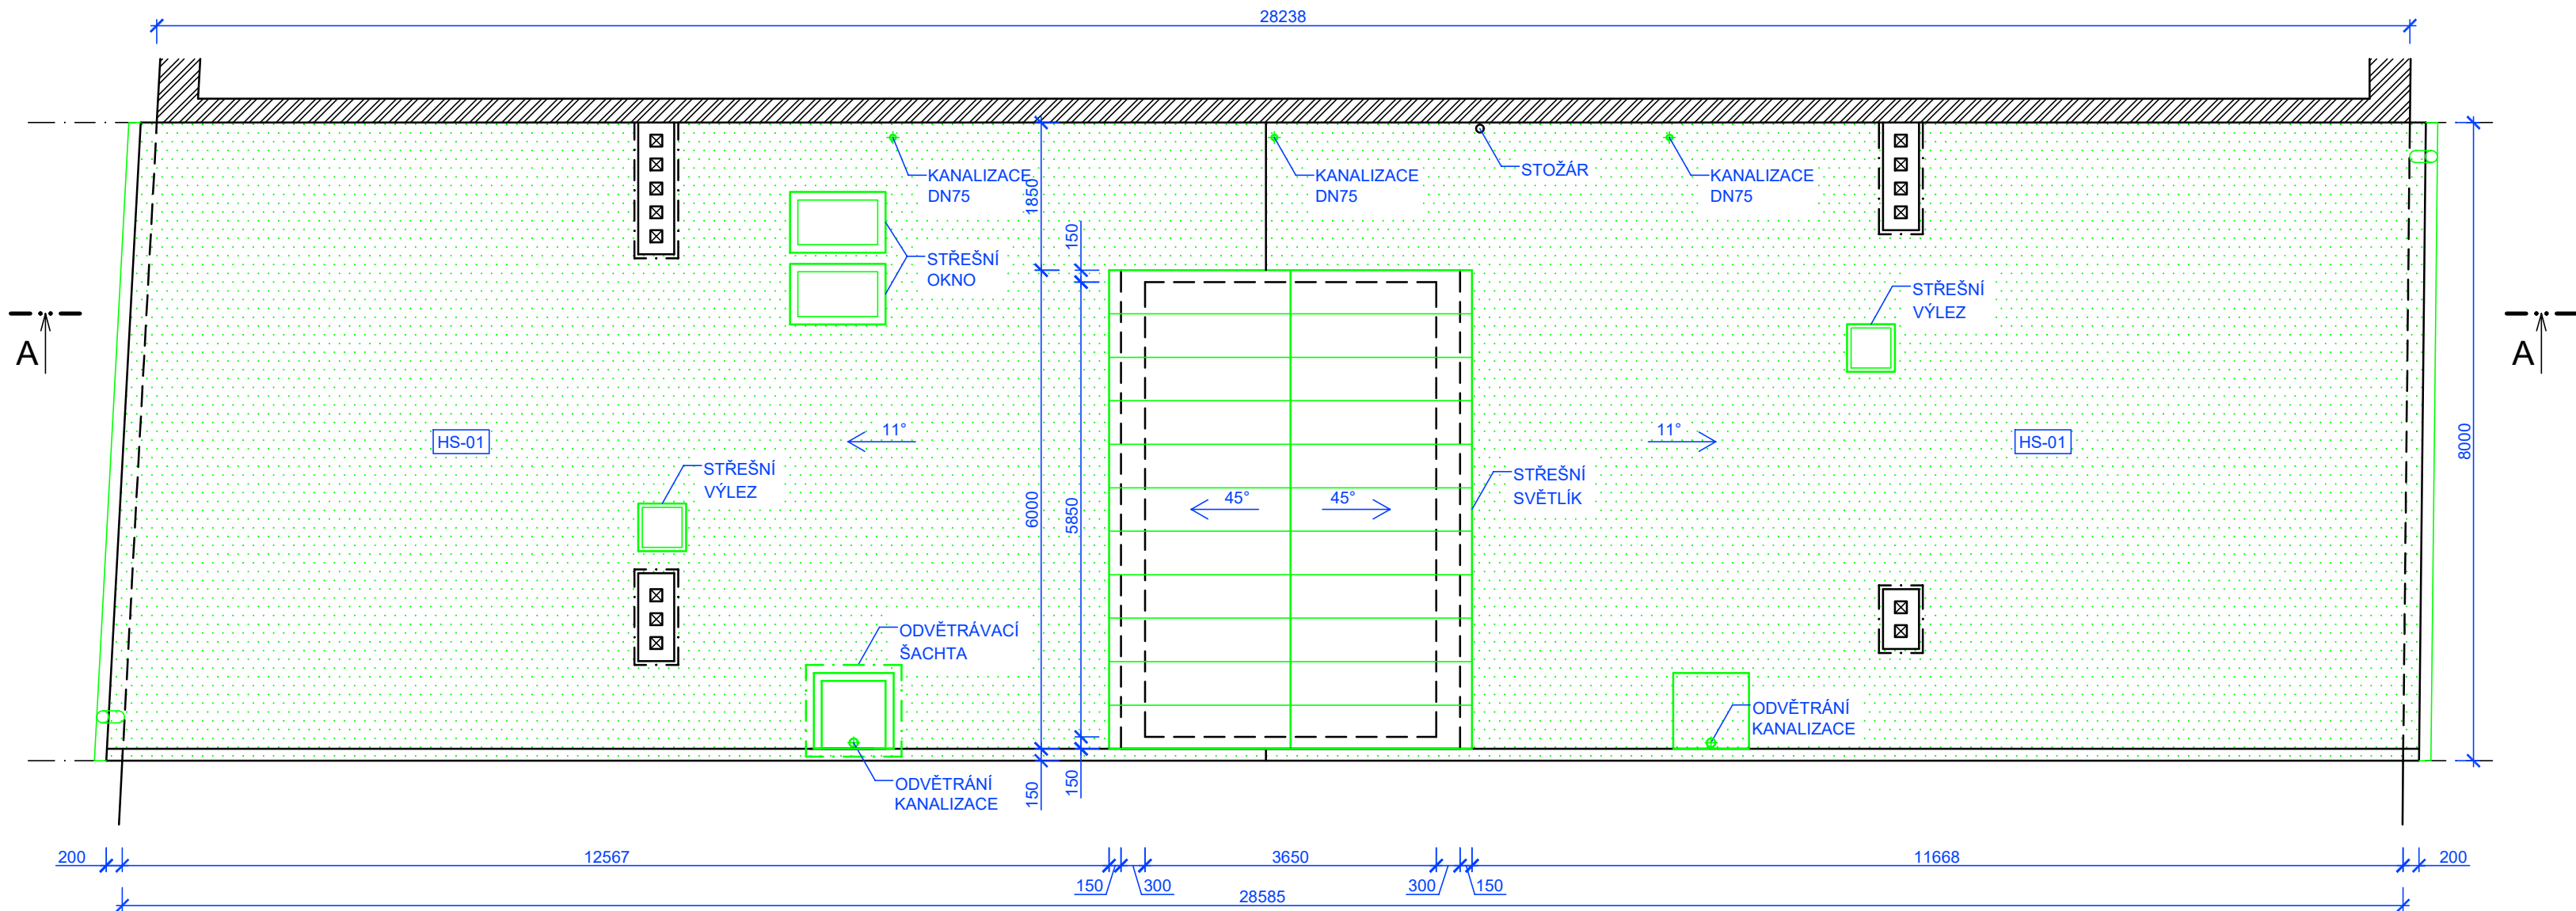 28238
KANALIZACE
DN75
KANALIZACE
DN75
STOŽÁR
KANALIZACE
DN75
1850
150
STŘEŠNÍ
OKNO
STŘEŠNÍ
VÝLEZ
A
A
HS-01
11°
11°
HS-01
8000
STŘEŠNÍ
VÝLEZ
STŘEŠNÍ
SVĚTLÍK
45°
45°
6000
5850
ODVĚTRÁVACÍ
ŠACHTA
ODVĚTRÁNÍ
KANALIZACE
ODVĚTRÁNÍ
KANALIZACE
150
150
200
12567
3650
11668
200
150
300
300
150
28585